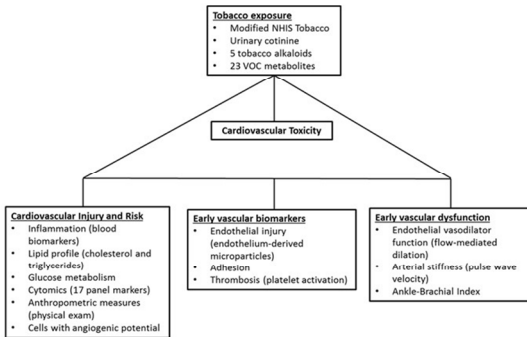 Tobacco exposure
• Modified NHIS Tobacco
• Urinary cotinine
• 5 tobacco alkaloids
• 23 VOC metabolites
Cardiovascular Toxicity
Cardiovascular Injury and Risk
• Inflammation (blood
biomarkers)
• Lipid profile (cholesterol and
triglycerides)
• Glucose metabolism
• Cytomics (17 panel markers)
• Anthropometric measures
(physical exam)
• Cells with angiogenic potential
Early vascular biomarkers
• Endothelial injury
(endothelium-derived
microparticles)
• Adhesion
• Thrombosis (platelet activation)
Early vascular dysfunction
• Endothelial vasodilator
function (flow-mediated
dilation)
• Arterial stiffness (pulse wave
velocity)
• Ankle-Brachial Index